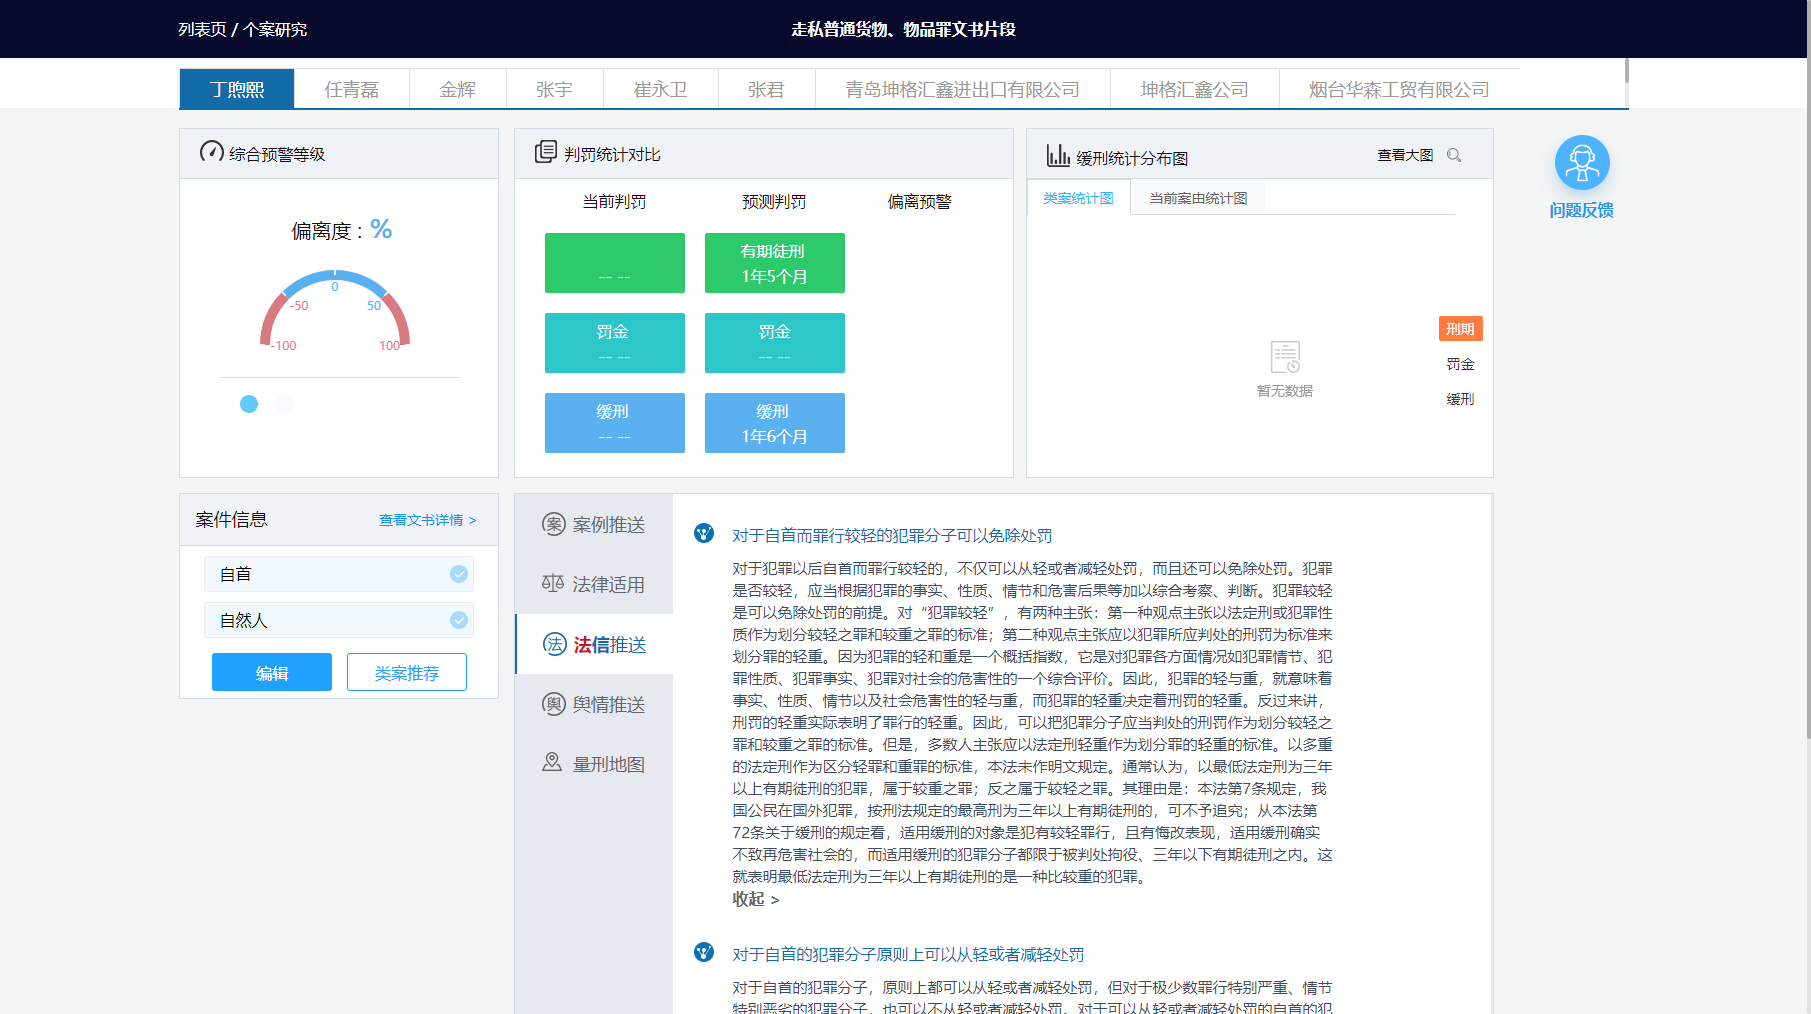 列表页 / 个案研究
走私普通货物、物品罪文书片段
丁煦熙 任青磊 金辉 张宇 崔永卫 张君 青岛坤格汇鑫进出口有限公司 坤格汇鑫公司 烟台华森工贸有限公司
综合预警等级
偏离度：%
0
-50 50
-100 100
判罚统计对比
当前判罚 预测判罚 偏离预警
有期徒刑
-- -- 1年5个月
罚金 罚金
-- -- -- --
缓刑 缓刑
-- -- 1年6个月
缓刑统计分布图 查看大图
类案统计图 当前案由统计图
暂无数据
刑期
罚金
缓刑
问题反馈
案件信息 查看文书详情 >
自首
自然人
编辑 类案推荐
案 案例推送
法律适用
法 法信推送
舆 舆情推送
量刑地图
对于自首而罪行较轻的犯罪分子可以免除处罚
对于犯罪以后自首而罪行较轻的，不仅可以从轻或者减轻处罚，而且还可以免除处罚。犯罪
是否较轻，应当根据犯罪的事实、性质、情节和危害后果等加以综合考察、判断。犯罪较轻
是可以免除处罚的前提。对“犯罪较轻”，有两种主张：第一种观点主张以法定刑或犯罪性
质作为划分较轻之罪和较重之罪的标准；第二种观点主张应以犯罪所应判处的刑罚为标准来
划分罪的轻重。因为犯罪的轻和重是一个概括指数，它是对犯罪各方面情况如犯罪情节、犯
罪性质、犯罪事实、犯罪对社会的危害性的一个综合评价。因此，犯罪的轻与重，就意味着
事实、性质、情节以及社会危害性的轻与重，而犯罪的轻重决定着刑罚的轻重。反过来讲，
刑罚的轻重实际表明了罪行的轻重。因此，可以把犯罪分子应当判处的刑罚作为划分较轻之
罪和较重之罪的标准。但是，多数人主张应以法定刑轻重作为划分罪的轻重的标准。以多重
的法定刑作为区分轻罪和重罪的标准，本法未作明文规定。通常认为，以最低法定刑为三年
以上有期徒刑的犯罪，属于较重之罪；反之属于较轻之罪。其理由是：本法第7条规定，我
国公民在国外犯罪，按刑法规定的最高刑为三年以上有期徒刑的，可不予追究；从本法第
72条关于缓刑的规定看，适用缓刑的对象是犯有较轻罪行，且有悔改表现，适用缓刑确实
不致再危害社会的，而适用缓刑的犯罪分子都限于被判处拘役、三年以下有期徒刑之内。这
就表明最低法定刑为三年以上有期徒刑的是一种比较重的犯罪。
收起 >
对于自首的犯罪分子原则上可以从轻或者减轻处罚
对于自首的犯罪分子，原则上都可以从轻或者减轻处罚，但对于极少数罪行特别严重、情节
特别恶劣的犯罪分子，也可以不从轻或者减轻处罚。对于可以从轻或者减轻处罚的自首的犯